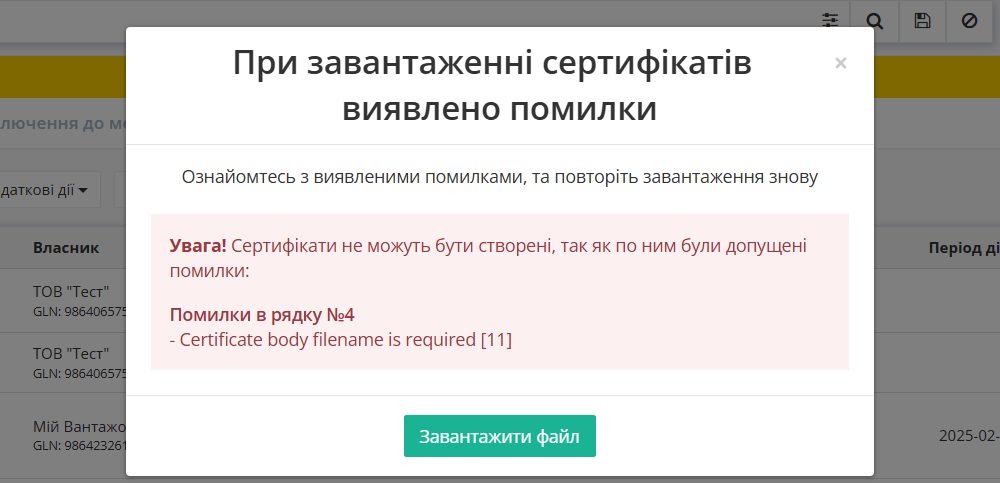 При завантаженні сертифікатів
виявлено помилки
×
лючення до ме
Ознайомтесь з виявленими помилками, та повторіть завантаження знову
даткові дії
Увага! Сертифікати не можуть бути створені, так як по ним були допущені
помилки:
Власник
Період ді
ТОВ "Тест"
GLN: 986406575
Помилки в рядку №4
- Certificate body filename is required [11]
ТОВ "Тест"
GLN: 986406575
Мій Вантажо
GLN: 986423261
2025-02-
Завантажити файл